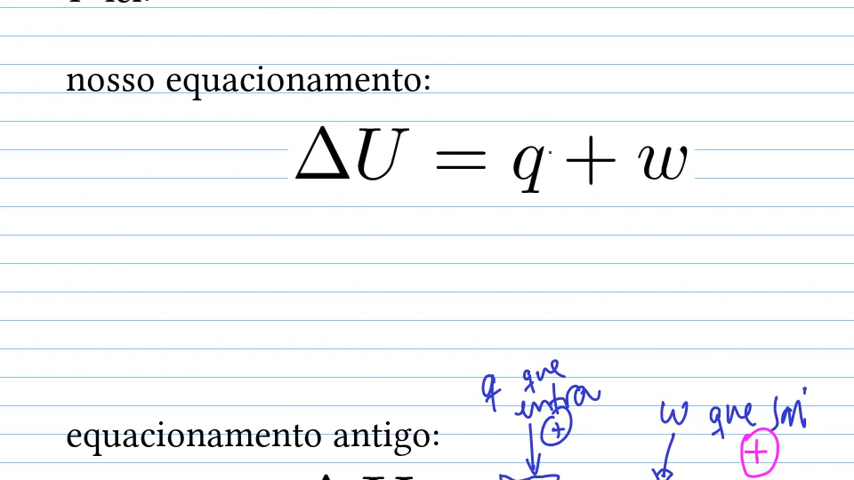 nosso equacionamento:
ΔU = q + w
q que
entra
+
w que sai
+
equacionamento antigo: